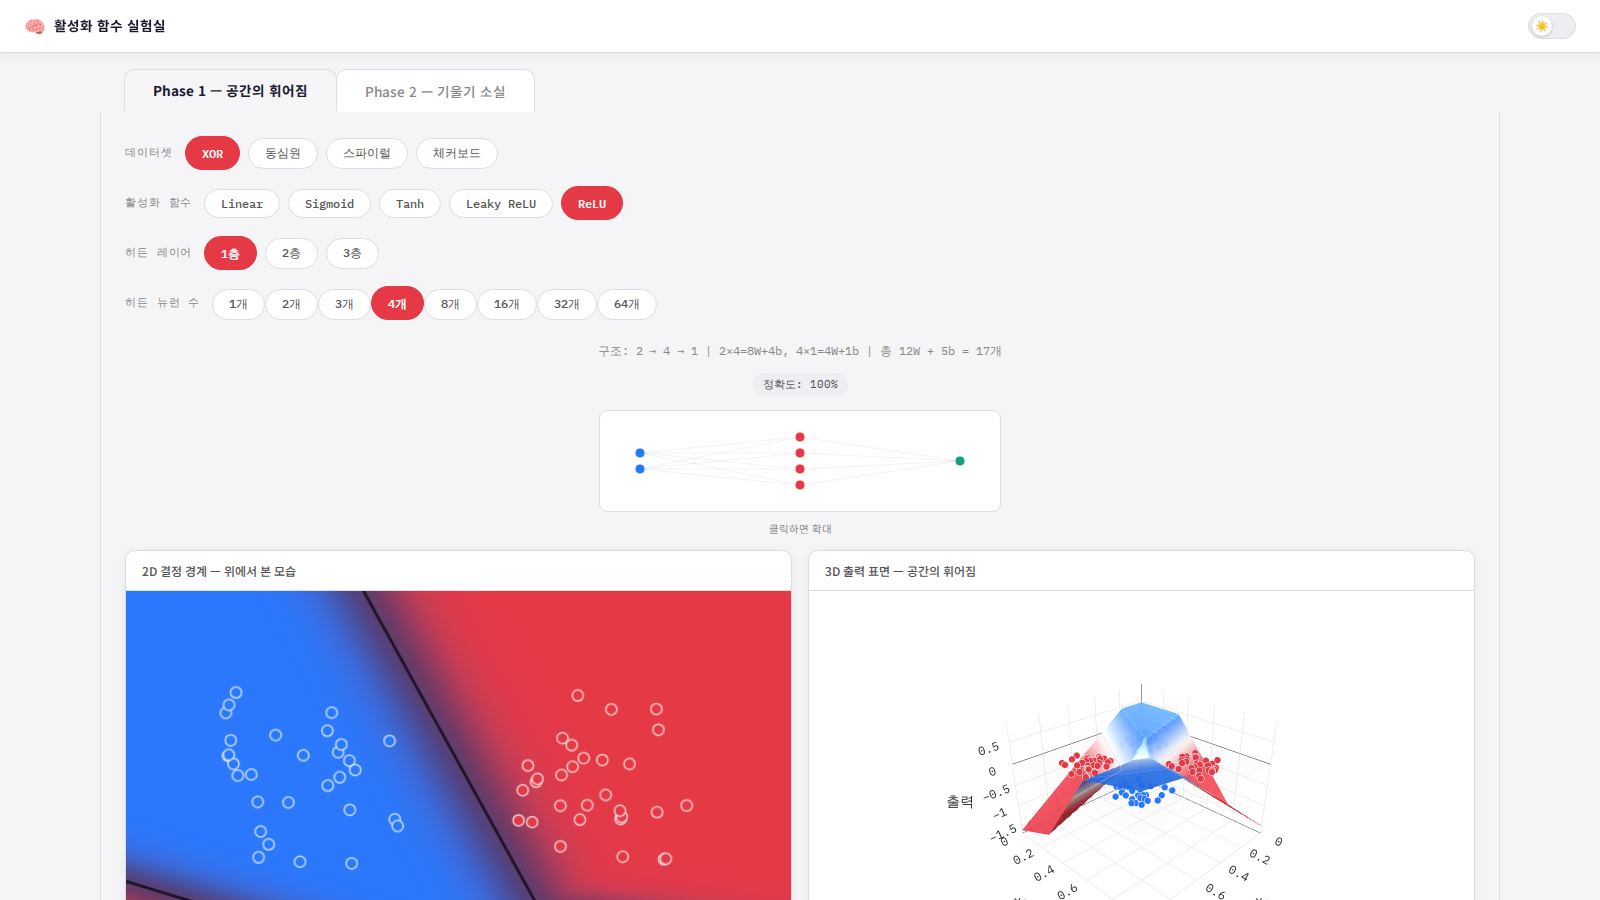 🧠 활성화 함수 실험실
Phase 1 — 공간의 휘어짐
Phase 2 — 기울기 소실
데이터셋 XOR 동심원 스파이럴 체커보드
활성화 함수 Linear Sigmoid Tanh Leaky ReLU ReLU
히든 레이어 1층 2층 3층
히든 뉴런 수 1개 2개 3개 4개 8개 16개 32개 64개
구조: 2 → 4 → 1 | 2×4=8W+4b, 4×1=4W+1b | 총 12W + 5b = 17개
정확도: 100%
클릭하면 확대
2D 결정 경계 — 위에서 본 모습
3D 출력 표면 — 공간의 휘어짐
출력
0.5
0
−0.5
−1
−1.5
0
0.2
0.4
0.6
0
0.2
0.4
0.6